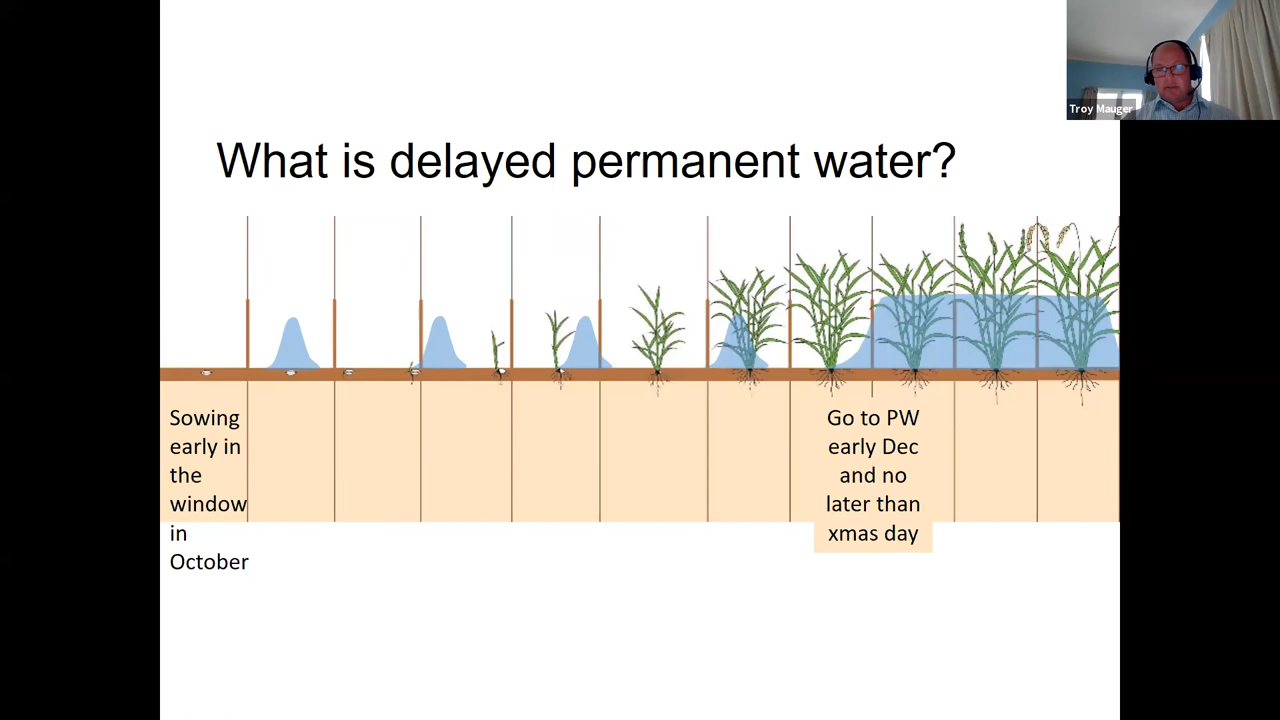 Troy Mauger
What is delayed permanent water?
Sowing
early in
the
window
in
October
Go to PW
early Dec
and no
later than
xmas day